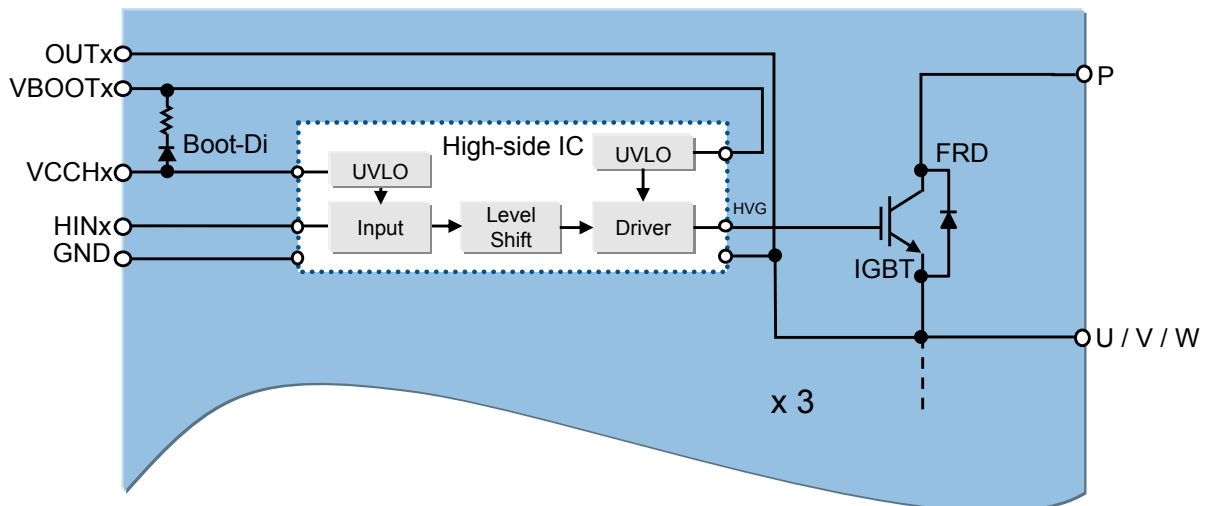 OUTx
VBOOTx
P
Boot-Di
High-side IC
UVLO
FRD
VCCHx
UVLO
HVG
HINx
Input
Level
Shift
Driver
GND
IGBT
U / V / W
x 3